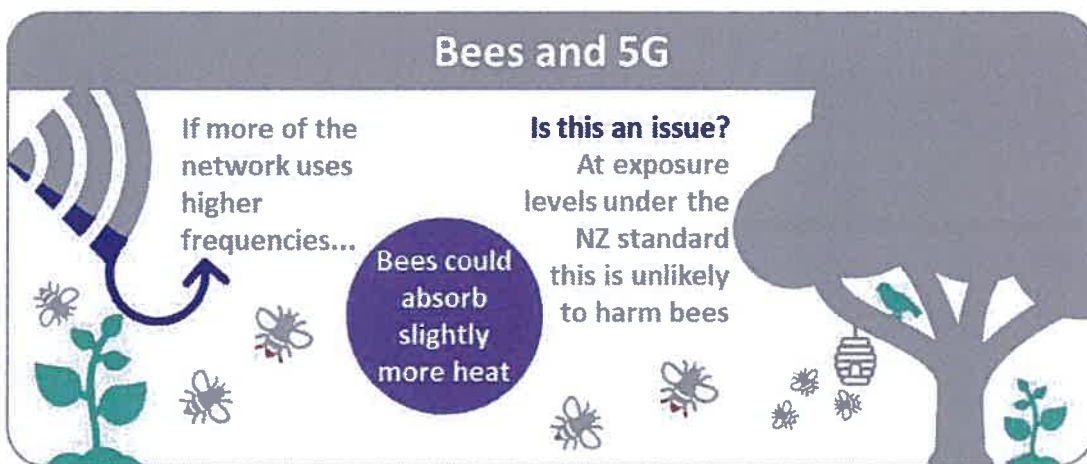 Bees and 5G
If more of the
network uses
higher
frequencies...
Bees could
absorb
slightly
more heat
Is this an issue?
At exposure
levels under the
NZ standard
this is unlikely
to harm bees